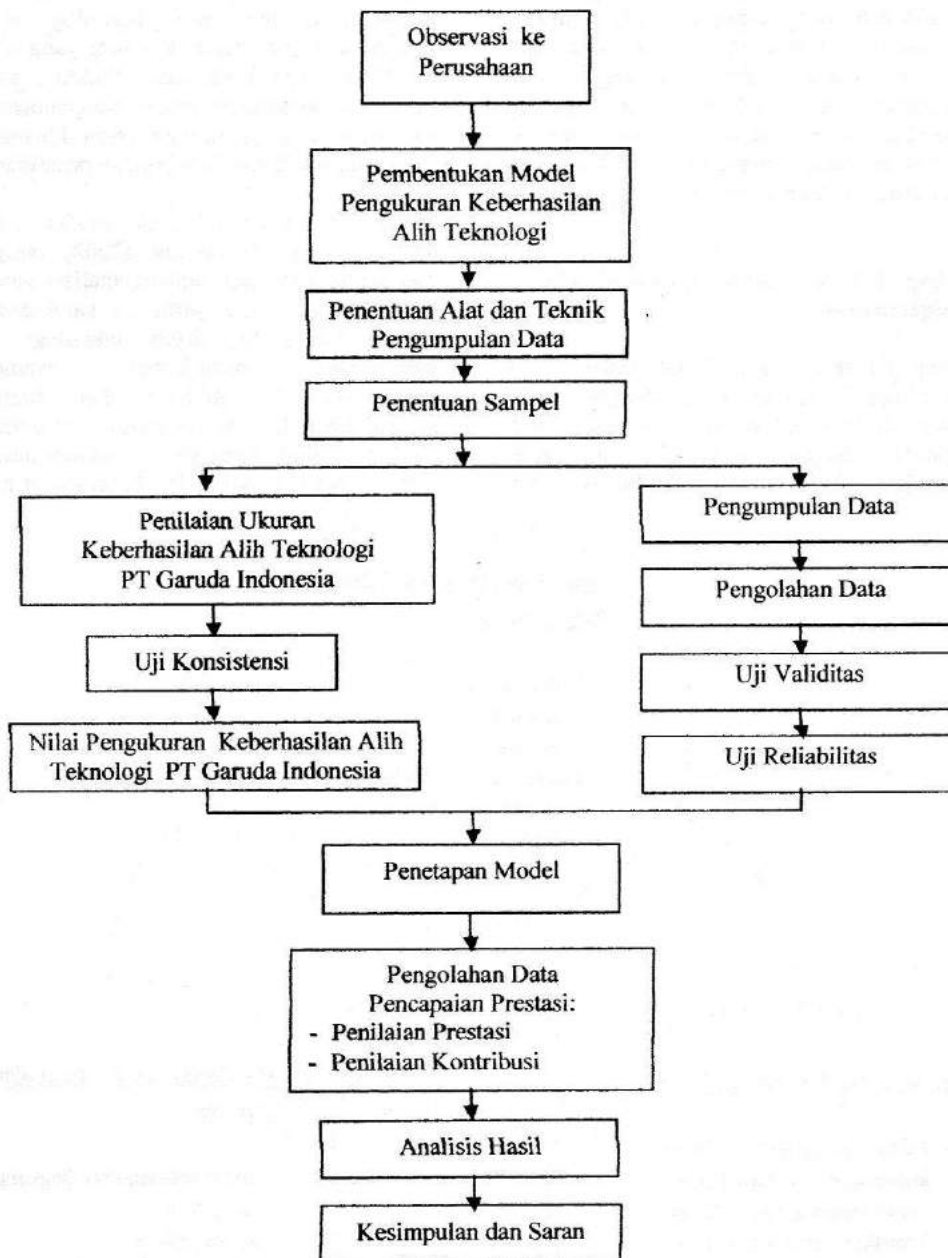 Observasi ke
Perusahaan
Pembentukan Model
Pengukuran Keberhasilan
Alih Teknologi
Penentuan Alat dan Teknik
Pengumpulan Data
Penentuan Sampel
Penilaian Ukuran
Keberhasilan Alih Teknologi
PT Garuda Indonesia
Uji Konsistensi
Nilai Pengukuran Keberhasilan Alih
Teknologi PT Garuda Indonesia
Pengumpulan Data
Pengolahan Data
Uji Validitas
Uji Reliabilitas
Penetapan Model
Pengolahan Data
Pencapaian Prestasi:
- Penilaian Prestasi
- Penilaian Kontribusi
Analisis Hasil
Kesimpulan dan Saran